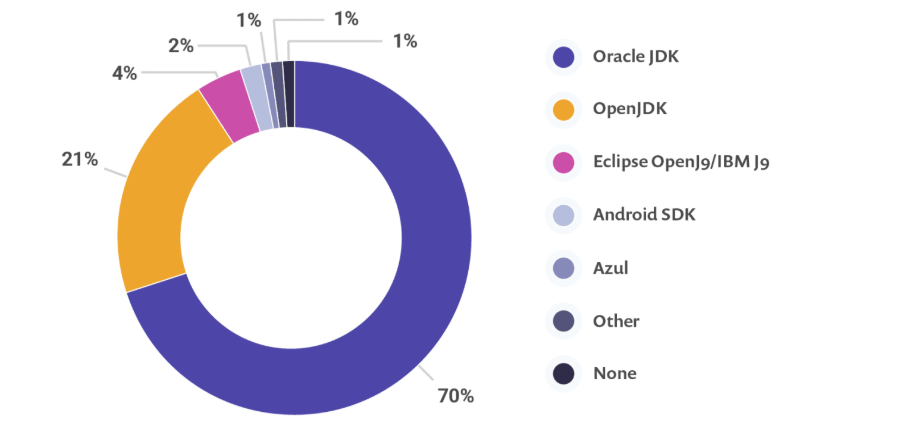 1%
1%
2%
1%
4%
21%
70%
Oracle JDK
OpenJDK
Eclipse OpenJ9/IBM J9
Android SDK
Azul
Other
None